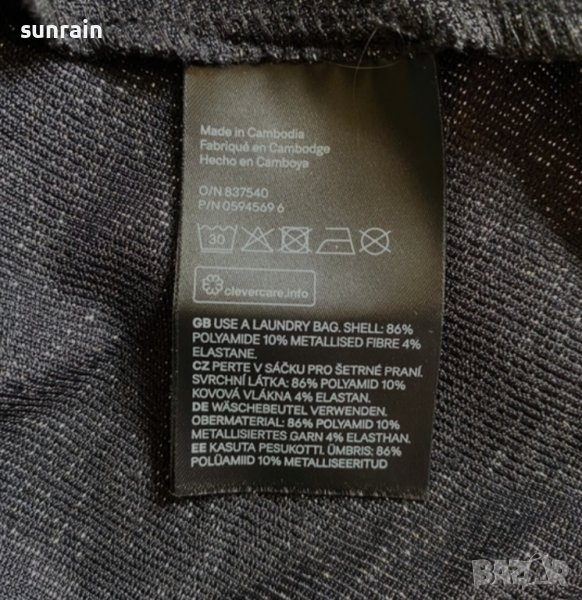 sunrain
Made in Cambodia
Fabriqué en Cambodge
Hecho en Camboya
O/N 837540
P/N 0594569 6
30
clevercare.info
GB USE A LAUNDRY BAG. SHELL: 86%
POLYAMIDE 10% METALLISED FIBRE 4%
ELASTANE.
CZ PERTE V SÁČKU PRO ŠETRNÉ PRANÍ.
SVRCHNÍ LÁTKA: 86% POLYAMID 10%
KOVOVÁ VLÁKNA 4% ELASTAN.
DE WÄSCHEBEUTEL VERWENDEN.
OBERMATERIAL: 86% POLYAMID 10%
METALLISIERTES GARN 4% ELASTHAN.
EE KASUTA PESUKOTTI. ÜMBRIS: 86%
POLÜAMIID 10% METALLISEERITUD
BAZAR